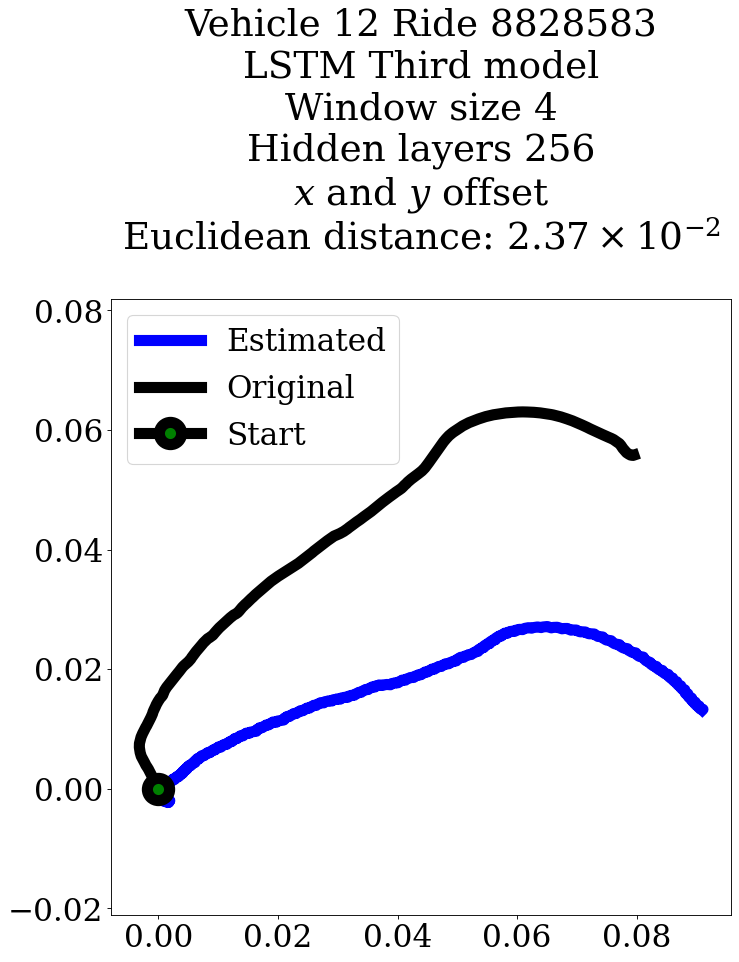 Vehicle 12 Ride 8828583
LSTM Third model
Window size 4
Hidden layers 256
x and y offset
Euclidean distance: 2.37 × 10⁻²
Estimated
Original
Start
0.08
0.06
0.04
0.02
0.00
−0.02
0.00 0.02 0.04 0.06 0.08